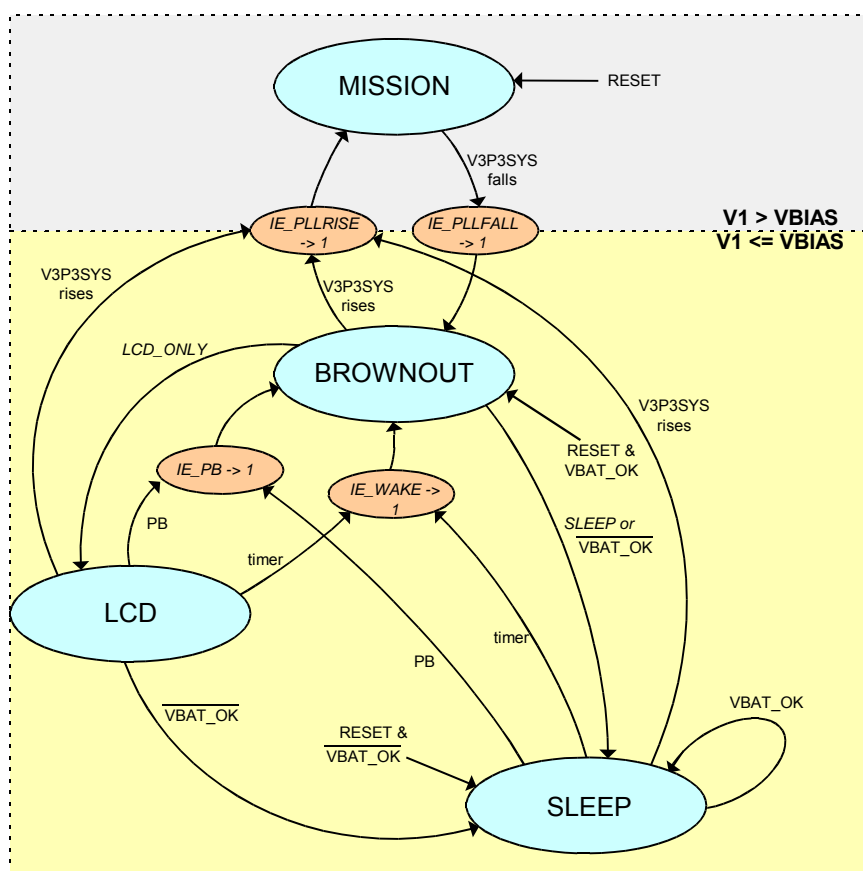 MISSION
RESET
V3P3SYS
falls
IE_PLLRISE
-> 1
IE_PLLFALL
-> 1
V1 > VBIAS
V1 <= VBIAS
V3P3SYS
rises
V3P3SYS
rises
LCD_ONLY
BROWNOUT
V3P3SYS
rises
RESET &
VBAT_OK
IE_PB -> 1
IE_WAKE ->
1
PB
SLEEP or
VBAT_OK
timer
LCD
timer
PB
VBAT_OK
VBAT_OK
RESET &
VBAT_OK
SLEEP